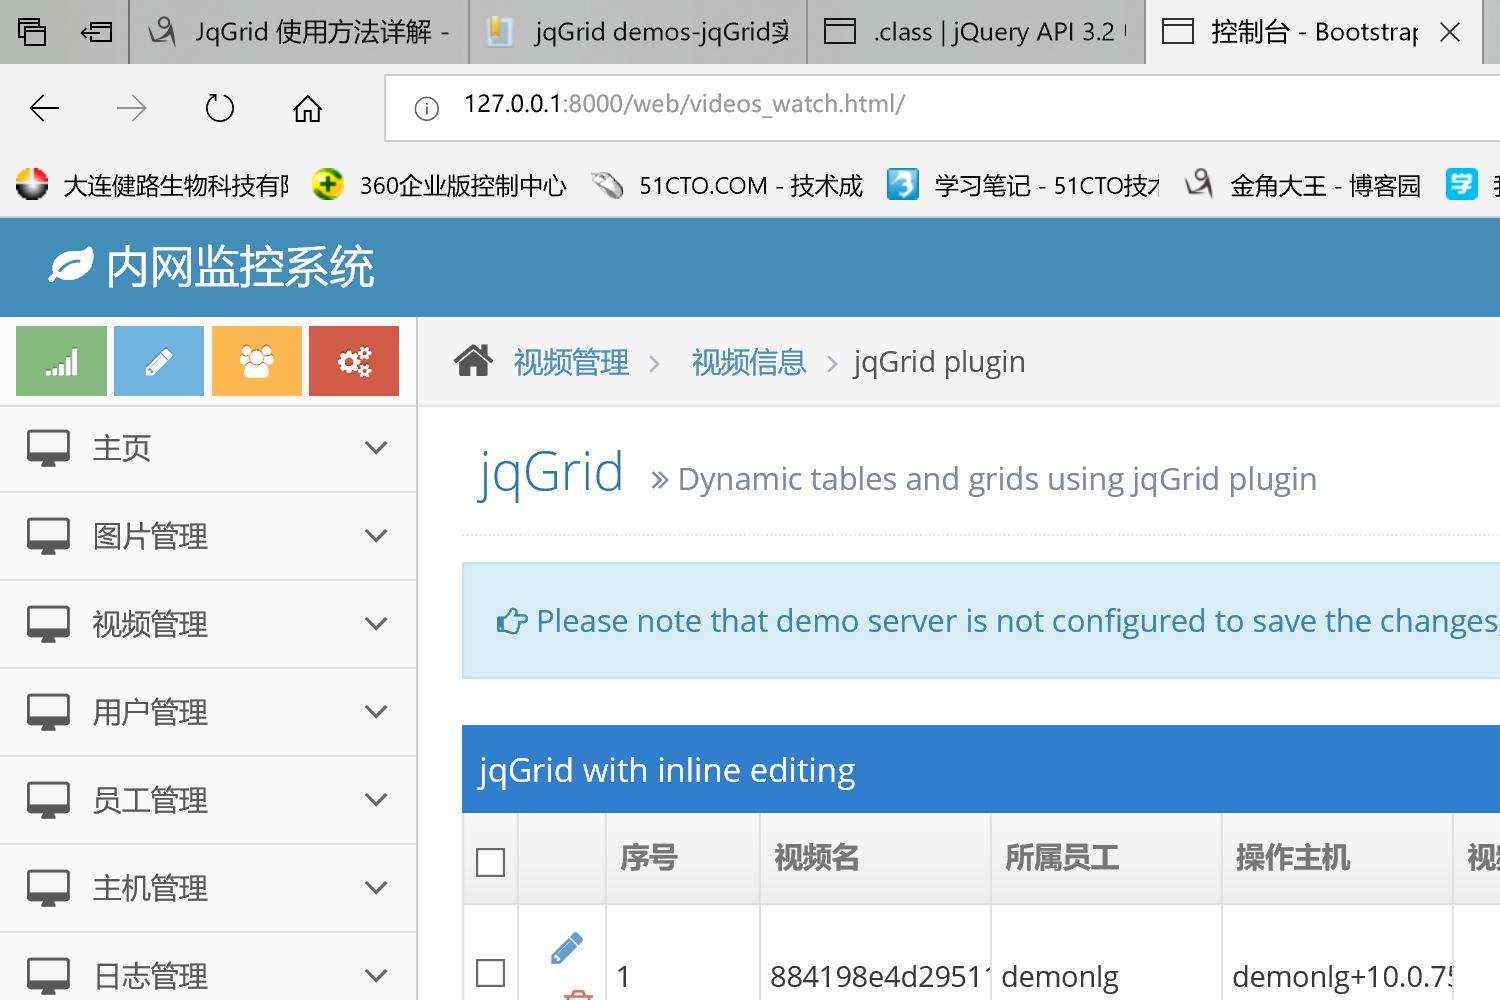 JqGrid 使用方法详解 -
jqGrid demos-jqGrid实
.class | jQuery API 3.2
控制台 - Bootstrap
127.0.0.1:8000/web/videos_watch.html/
大连健路生物科技有限
360企业版控制中心
51CTO.COM - 技术成
学习笔记 - 51CTO技术
金角大王 - 博客园
学
内网监控系统
视频管理
视频信息
jqGrid plugin
主页
图片管理
视频管理
用户管理
员工管理
主机管理
日志管理
jqGrid » Dynamic tables and grids using jqGrid plugin
Please note that demo server is not configured to save the changes,
jqGrid with inline editing
序号 视频名 所属员工 操作主机 视
1 884198e4d29511 demonlg demonlg+10.0.75